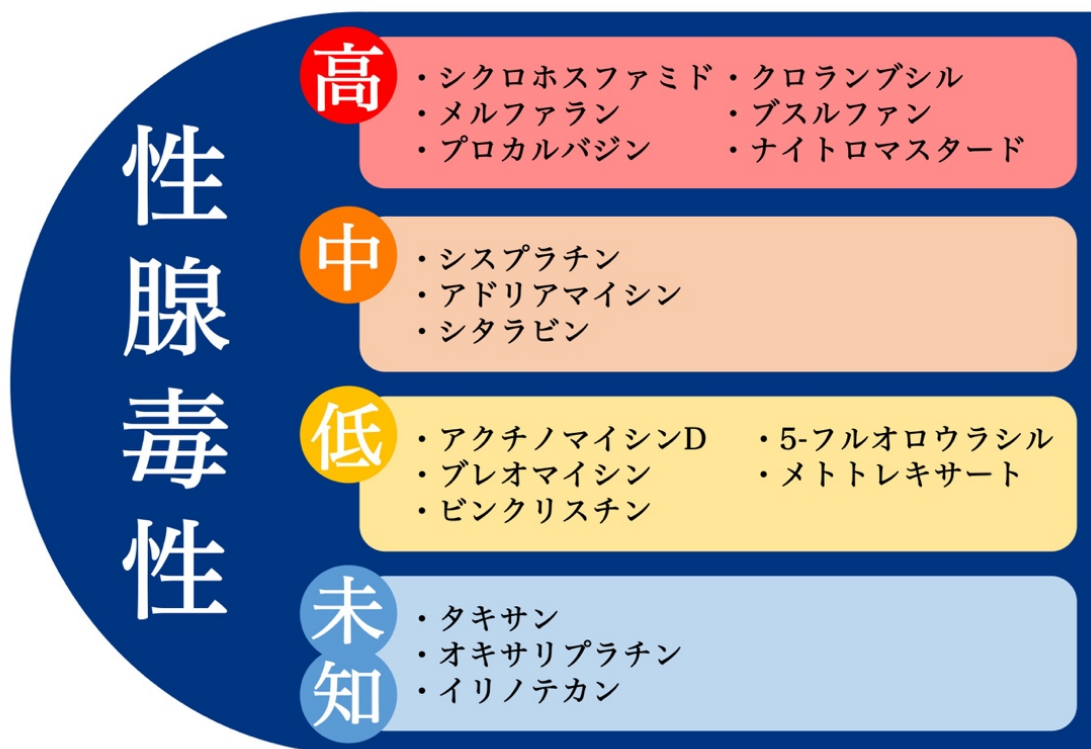 性腺毒性
高
・シクロホスファミド ・クロランブシル
・メルファラン ・ブスルファン
・プロカルバジン ・ナイトロマスタード
中
・シスプラチン
・アドリアマイシン
・シタラビン
低
・アクチノマイシンD ・5-フルオロウラシル
・ブレオマイシン ・メトトレキサート
・ビンクリスチン
未知
・タキサン
・オキサリプラチン
・イリノテカン